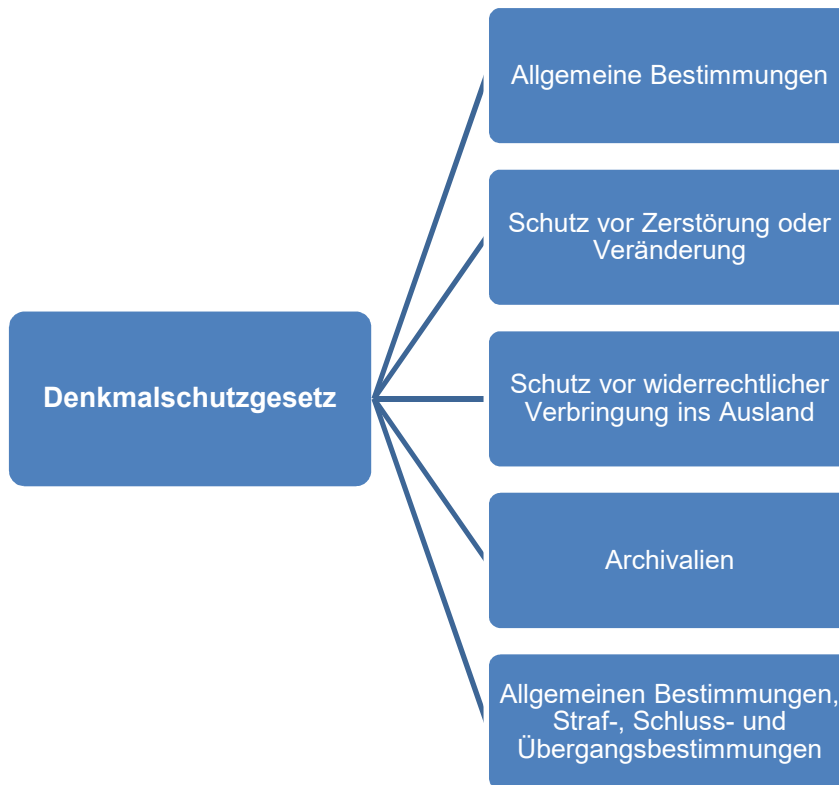 Allgemeine Bestimmungen
Schutz vor Zerstörung oder
Veränderung
Denkmalschutzgesetz
Schutz vor widerrechtlicher
Verbringung ins Ausland
Archivalien
Allgemeinen Bestimmungen,
Straf-, Schluss- und
Übergangsbestimmungen